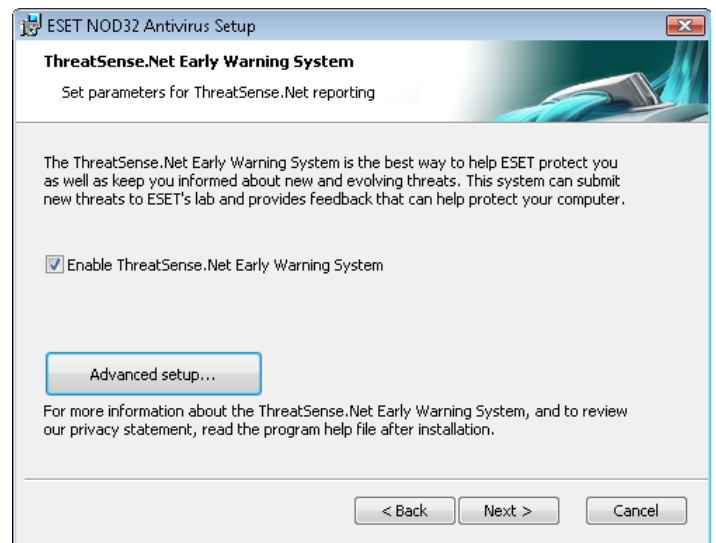 ESET NOD32 Antivirus Setup
ThreatSense.Net Early Warning System
Set parameters for ThreatSense.Net reporting
The ThreatSense.Net Early Warning System is the best way to help ESET protect you
as well as keep you informed about new and evolving threats. This system can submit
new threats to ESET's lab and provides feedback that can help protect your computer.
Enable ThreatSense.Net Early Warning System
Advanced setup...
For more information about the ThreatSense.Net Early Warning System, and to review
our privacy statement, read the program help file after installation.
< Back Next > Cancel